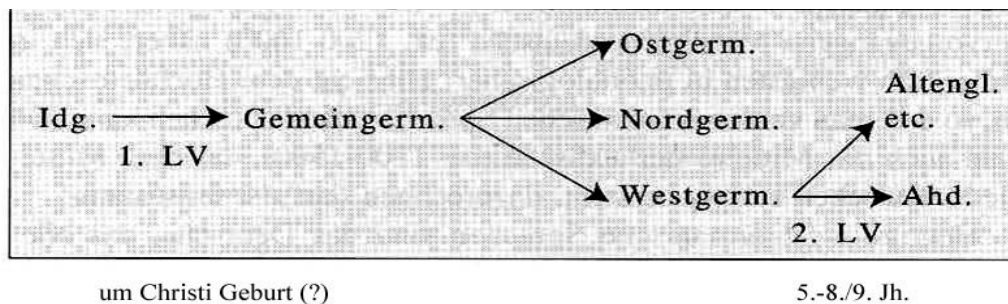 Ostgerm.
Altengl.
etc.
Idg.
Gemeingerm.
Nordgerm.
1. LV
Westgerm.
Ahd.
2. LV
um Christi Geburt (?)
5.-8./9. Jh.